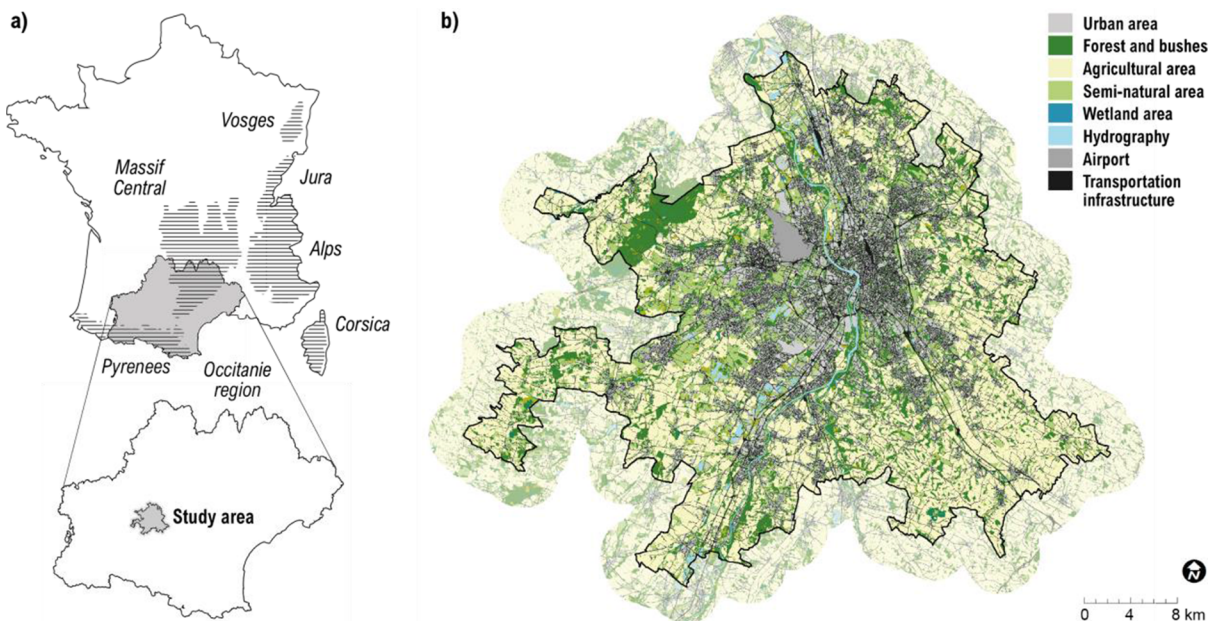 a)
Vosges
Massif
Central
Jura
Alps
Corsica
Pyrenees
Occitanie
region
Study area
b)
Urban area
Forest and bushes
Agricultural area
Semi-natural area
Wetland area
Hydrography
Airport
Transportation
infrastructure
N
0 4 8 km